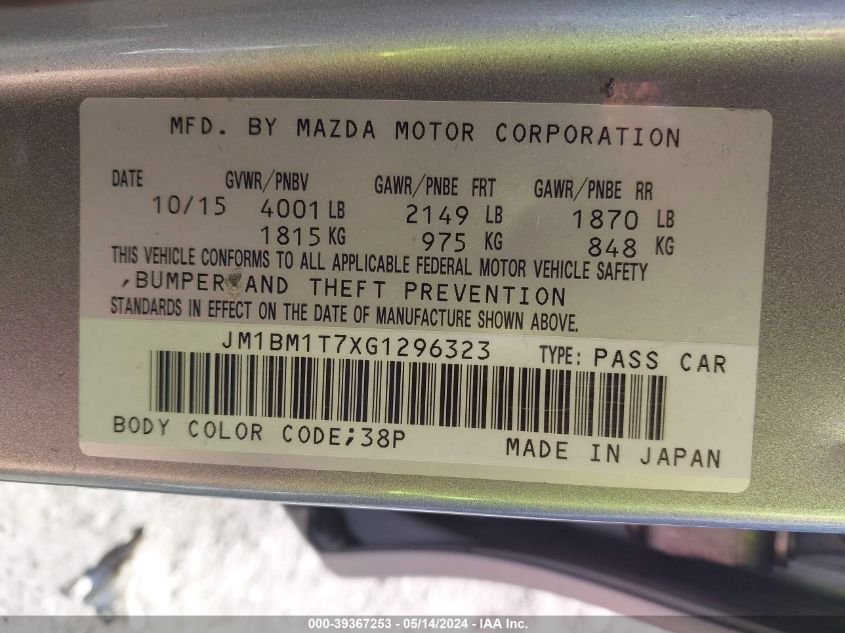 MFD. BY MAZDA MOTOR CORPORATION
DATE GVWR/PNBV GAWR/PNBE FRT GAWR/PNBE RR
10/15 4001 LB 2149 LB 1870 LB
1815 KG 975 KG 848 KG
THIS VEHICLE CONFORMS TO ALL APPLICABLE FEDERAL MOTOR VEHICLE SAFETY
,BUMPER AND THEFT PREVENTION
STANDARDS IN EFFECT ON THE DATE OF MANUFACTURE SHOWN ABOVE.
JM1BM1T7XG1296323 TYPE: PASS CAR
BODY COLOR CODE;38P MADE IN JAPAN
000-39367253 - 05/14/2024 - IAA Inc.